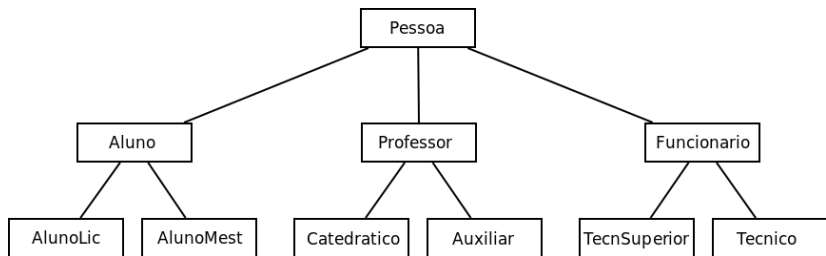 Pessoa
Aluno
Professor
Funcionario
AlunoLic
AlunoMest
Catedratico
Auxiliar
TecnSuperior
Tecnico